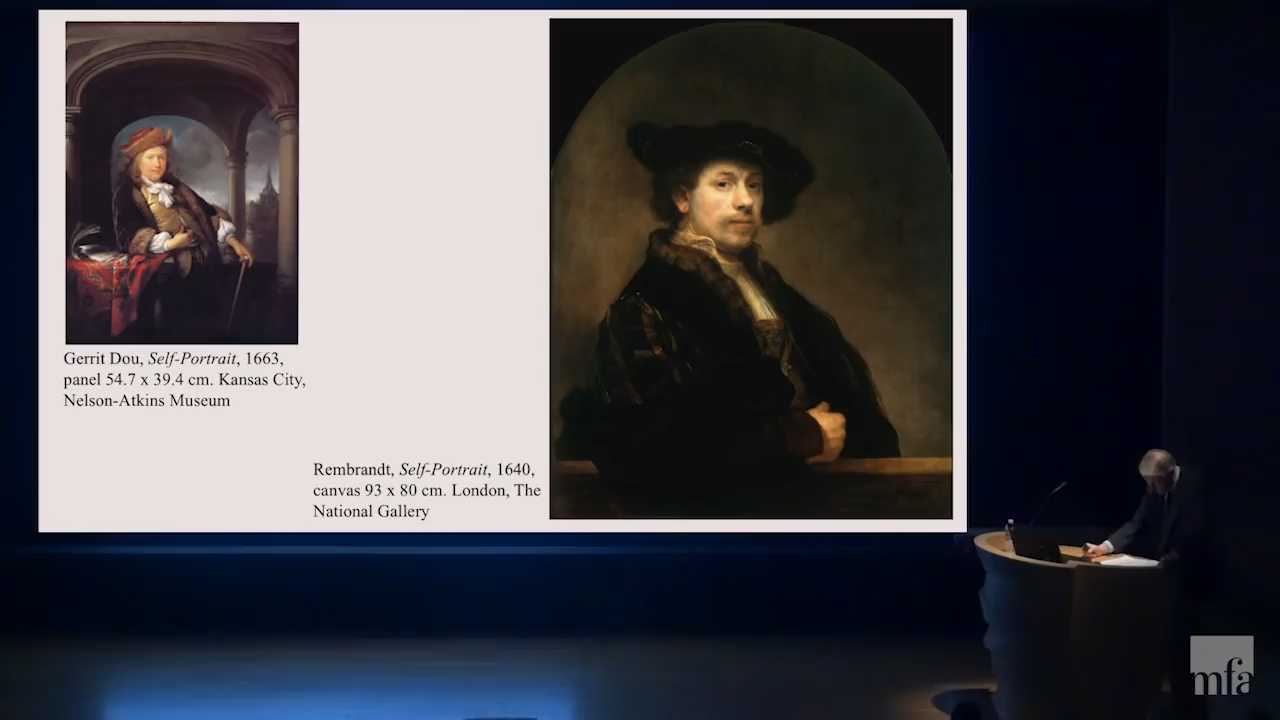 Gerrit Dou, Self-Portrait, 1663,
panel 54.7 x 39.4 cm. Kansas City,
Nelson-Atkins Museum
Rembrandt, Self-Portrait, 1640,
canvas 93 x 80 cm. London, The
National Gallery
mfa